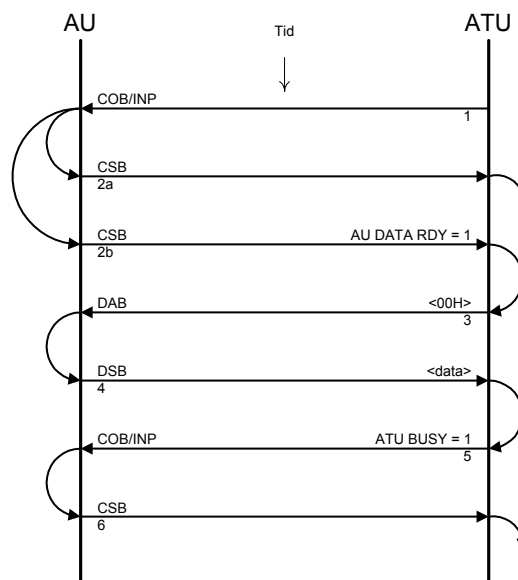 AU
ATU
Tid
COB/INP
1
CSB
2a
CSB
AU DATA RDY = 1
2b
DAB
<00H>
3
DSB
<data>
4
COB/INP
ATU BUSY = 1
5
CSB
6